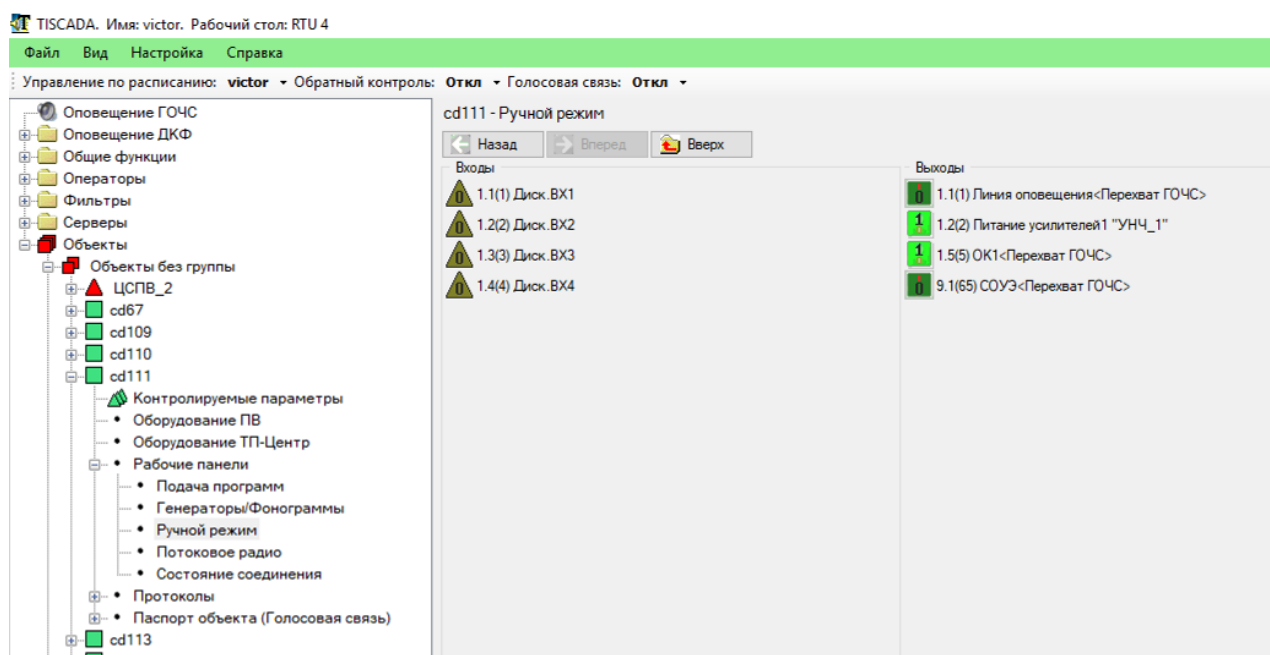 TISCADA. Имя: victor. Рабочий стол: RTU 4
Файл Вид Настройка Справка
Управление по расписанию: victor Обратный контроль: Откл Голосовая связь: Откл
Оповещение ГОЧС
Оповещение ДКФ
Общие функции
Операторы
Фильтры
Серверы
Объекты
Объекты без группы
ЦСПВ_2
cd67
cd109
cd110
cd111
Контролируемые параметры
Оборудование ПВ
Оборудование ТП-Центр
Рабочие панели
Подача программ
Генераторы/Фонограммы
Ручной режим
Потоковое радио
Состояние соединения
Протоколы
Паспорт объекта (Голосовая связь)
cd113
cd111 - Ручной режим
Назад Вперед Вверх
Входы
0 1.1(1) Диск.ВХ1
0 1.2(2) Диск.ВХ2
0 1.3(3) Диск.ВХ3
0 1.4(4) Диск.ВХ4
Выходы
0 1.1(1) Линия оповещения<Перехват ГОЧС>
1 1.2(2) Питание усилителей1 "УНЧ_1"
1 1.5(5) ОК1<Перехват ГОЧС>
0 9.1(65) СОУЭ<Перехват ГОЧС>